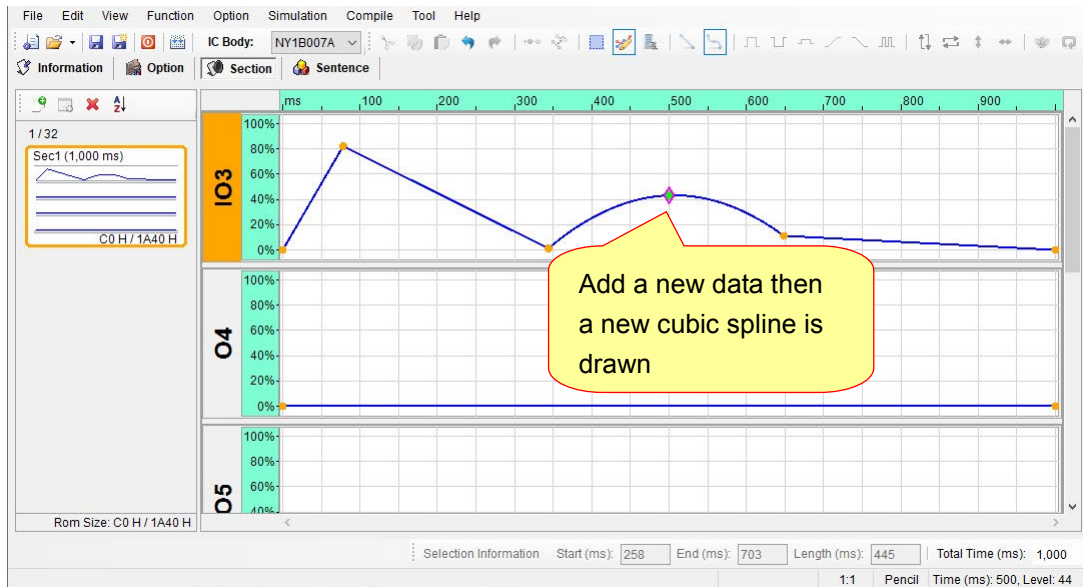 File Edit View Function Option Simulation Compile Tool Help
IC Body: NY1B007A
Information Option Section Sentence
1 / 32
Sec1 (1,000 ms)
C0 H / 1A40 H
Rom Size: C0 H / 1A40 H
ms 100 200 300 400 500 600 700 800 900
IO3
100%
80%
60%
40%
20%
0%
Add a new data then
a new cubic spline is
drawn
O4
100%
80%
60%
40%
20%
0%
O5
100%
80%
60%
40%
Selection Information Start (ms): 258 End (ms): 703 Length (ms): 445 Total Time (ms): 1,000
1:1 Pencil Time (ms): 500, Level: 44